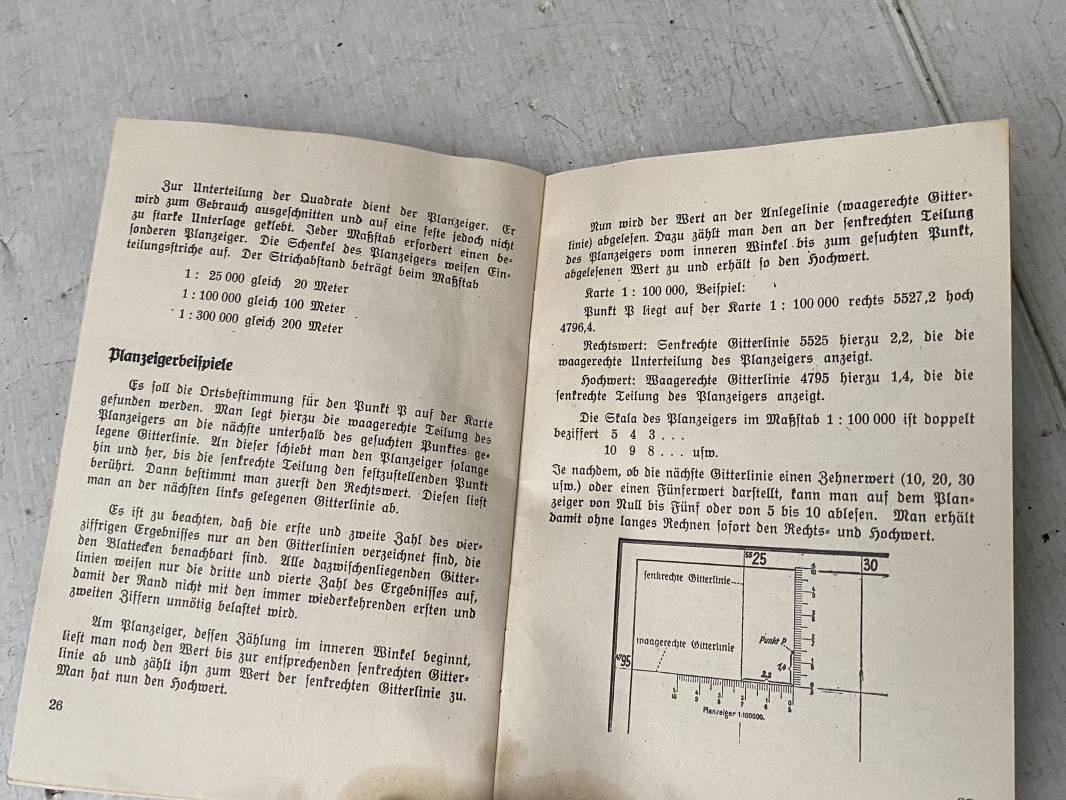 Zur Unterteilung der Quadrate dient der Planzeiger. Er
wird zum Gebrauch ausgeschnitten und auf eine feste jedoch nicht
zu starke Unterlage geklebt. Jeder Maßstab erfordert einen be-
sonderen Planzeiger. Die Schenkel des Planzeigers weisen Ein-
teilungsstriche auf. Der Strichabstand beträgt beim Maßstab
1 : 25 000 gleich 20 Meter
1 : 100 000 gleich 100 Meter
1 : 300 000 gleich 200 Meter
Planzeigerbeispiele
Es soll die Ortsbestimmung für den Punkt P auf der Karte
gefunden werden. Man legt hierzu die waagerechte Teilung des
Planzeigers an die nächste unterhalb des gesuchten Punktes ge-
legene Gitterlinie. An dieser schiebt man den Planzeiger solange
hin und her, bis die senkrechte Teilung den festzustellenden Punkt
berührt. Dann bestimmt man zuerst den Rechtswert. Diesen liest
man an der nächsten links gelegenen Gitterlinie ab.
Es ist zu beachten, daß die erste und zweite Zahl des vier-
ziffrigen Ergebnisses nur an den Gitterlinien verzeichnet sind, die
den Blattecken benachbart sind. Alle dazwischenliegenden Gitter-
linien weisen nur die dritte und vierte Zahl des Ergebnisses auf,
damit der Rand nicht mit den immer wiederkehrenden ersten und
zweiten Ziffern unnötig belastet wird.
Am Planzeiger, dessen Zählung im inneren Winkel beginnt,
liest man noch den Wert bis zur entsprechenden senkrechten Gitter-
linie ab und zählt ihn zum Wert der senkrechten Gitterlinie zu.
Man hat nun den Hochwert.
26
Nun wird der Wert an der Anlegelinie (waagerechte Gitter-
linie) abgelesen. Dazu zählt man den an der senkrechten Teilung
des Planzeigers vom inneren Winkel bis zum gesuchten Punkt,
abgelesenen Wert zu und erhält so den Hochwert.
Karte 1 : 100 000, Beispiel:
Punkt P liegt auf der Karte 1 : 100 000 rechts 5527,2 hoch
4796,4.
Rechtswert: Senkrechte Gitterlinie 5525 hierzu 2,2, die die
waagerechte Unterteilung des Planzeigers anzeigt.
Hochwert: Waagerechte Gitterlinie 4795 hierzu 1,4, die die
senkrechte Teilung des Planzeigers anzeigt.
Die Skala des Planzeigers im Maßstab 1 : 100 000 ist doppelt
beziffert 5 4 3 . . .
10 9 8 . . . usw.
Je nachdem, ob die nächste Gitterlinie einen Zehnerwert (10, 20, 30
usw.) oder einen Fünferwert darstellt, kann man auf dem Plan-
zeiger von Null bis Fünf oder von 5 bis 10 ablesen. Man erhält
damit ohne langes Rechnen sofort den Rechts- und Hochwert.
5525
30
senkrechte Gitterlinie
Punkt P.
waagerechte Gitterlinie
4795
1,4
5 4 3 2 1 0
10 9 8 7 6 5
Planzeiger 1:100000.